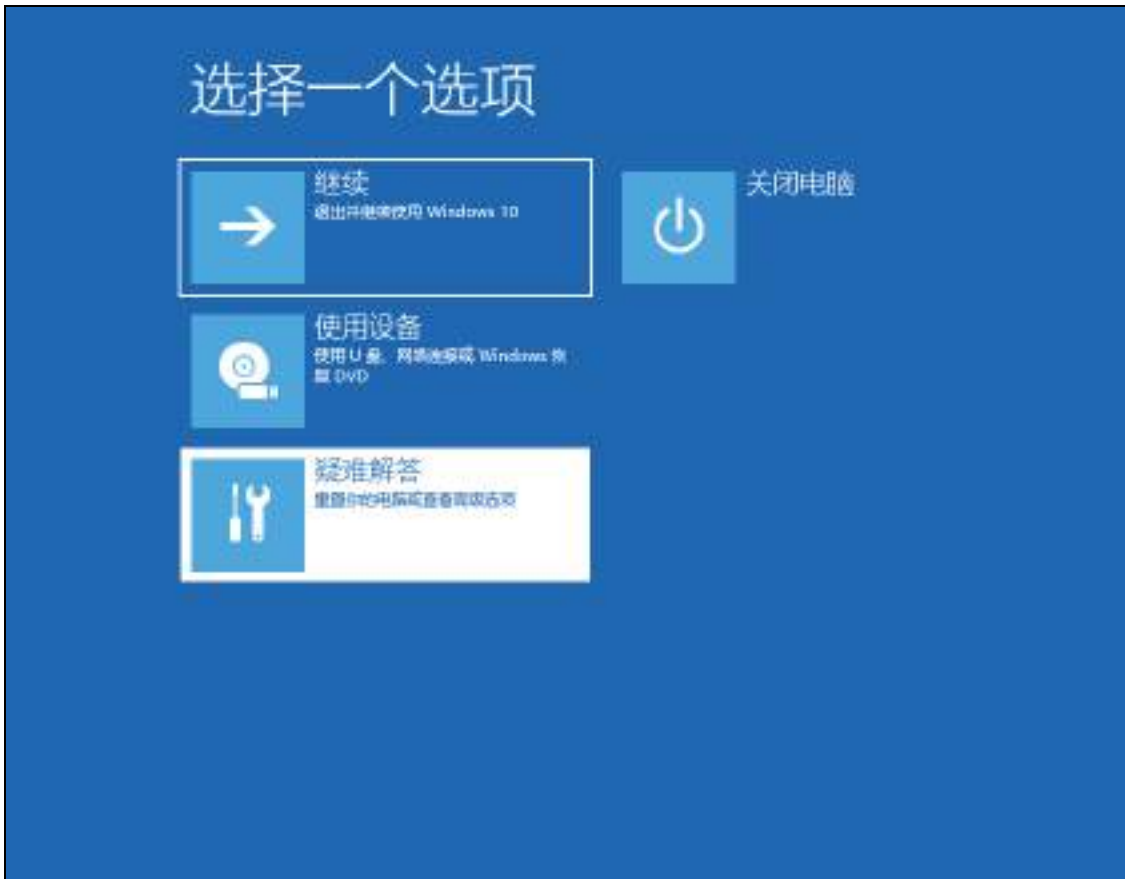 选择一个选项
继续
退出并继续使用 Windows 10
关闭电脑
使用设备
使用 U 盘、网络连接或 Windows 恢
复 DVD
疑难解答
重置你的电脑或查看高级选项